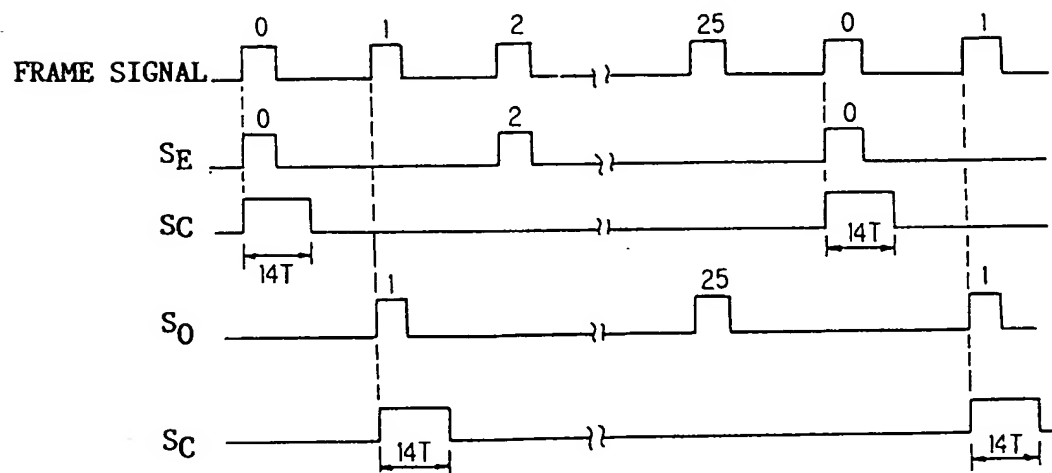 0 1 2 25 0 1
FRAME SIGNAL
0 2 0
SE
SC
14T 14T
1 25 1
SO
SC
14T 14T